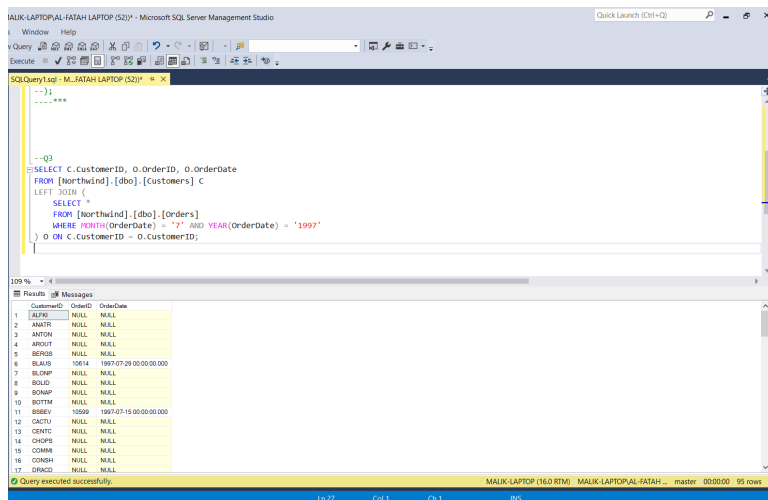 ALIK-LAPTOP\AL-FATAH LAPTOP (52))* - Microsoft SQL Server Management Studio
Quick Launch (Ctrl+Q)
s Window Help
w Query
Execute
SQLQuery1.sql - M...FATAH LAPTOP (52))*
--);
----***
--Q3
SELECT C.CustomerID, O.OrderID, O.OrderDate
FROM [Northwind].[dbo].[Customers] C
LEFT JOIN (
SELECT *
FROM [Northwind].[dbo].[Orders]
WHERE MONTH(OrderDate) = '7' AND YEAR(OrderDate) = '1997'
) O ON C.CustomerID = O.CustomerID;
109 %
Results Messages
CustomerID OrderID OrderDate
1 ALFKI NULL NULL
2 ANATR NULL NULL
3 ANTON NULL NULL
4 AROUT NULL NULL
5 BERGS NULL NULL
6 BLAUS 10614 1997-07-29 00:00:00.000
7 BLONP NULL NULL
8 BOLID NULL NULL
9 BONAP NULL NULL
10 BOTTM NULL NULL
11 BSBEV 10599 1997-07-15 00:00:00.000
12 CACTU NULL NULL
13 CENTC NULL NULL
14 CHOPS NULL NULL
15 COMMI NULL NULL
16 CONSH NULL NULL
17 DRACD NULL NULL
Query executed successfully. MALIK-LAPTOP (16.0 RTM) MALIK-LAPTOP\AL-FATAH ... master 00:00:00 95 rows
Ln 27 Col 1 Ch 1 INS